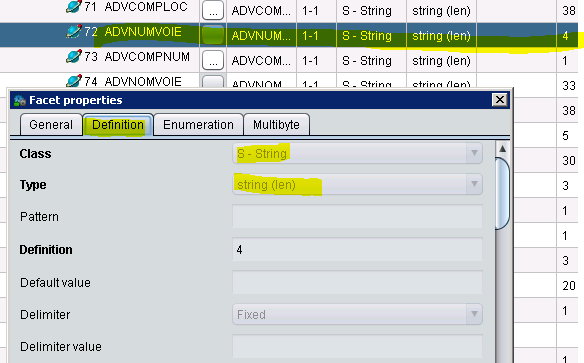 71 ADVCOMPLOC ... ADVCOM... 1-1 S - String string (len) 38
72 ADVNUMVOIE ADVNUM... 1-1 S - String string (len) 4
73 ADVCOMPNUM ... ADVCOM... 1-1 S - String string (len) 1
74 ADVNOMVOIE ADVNOM... 1-1 S - String string (len) 33
Facet properties
38
General Definition Enumeration Multibyte
5
Class S - String
30
Type string (len)
3
Pattern
1
1
Definition 4
3
Default value
20
Delimiter Fixed
1
Delimiter value
1